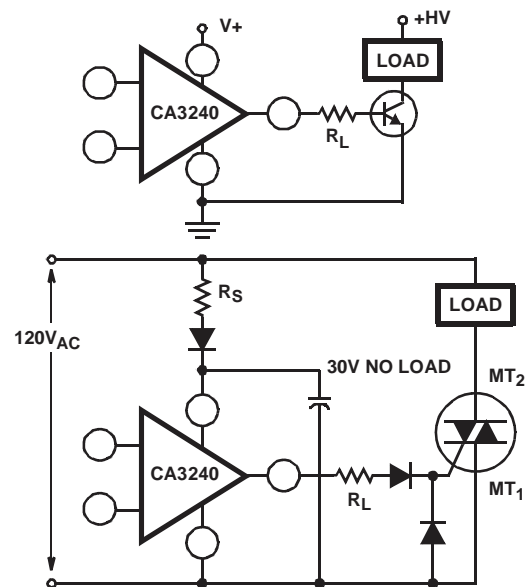 V+
+HV
LOAD
CA3240
RL
RS
LOAD
120VAC
30V NO LOAD
MT2
CA3240
RL
MT1